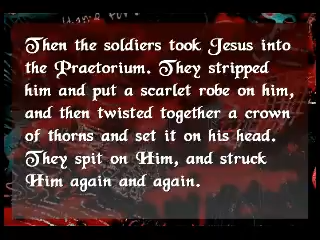 Then the soldiers took Jesus into
the Praetorium. They stripped
him and put a scarlet robe on him,
and then twisted together a crown
of thorns and set it on his head.
They spit on Him, and struck
Him again and again.